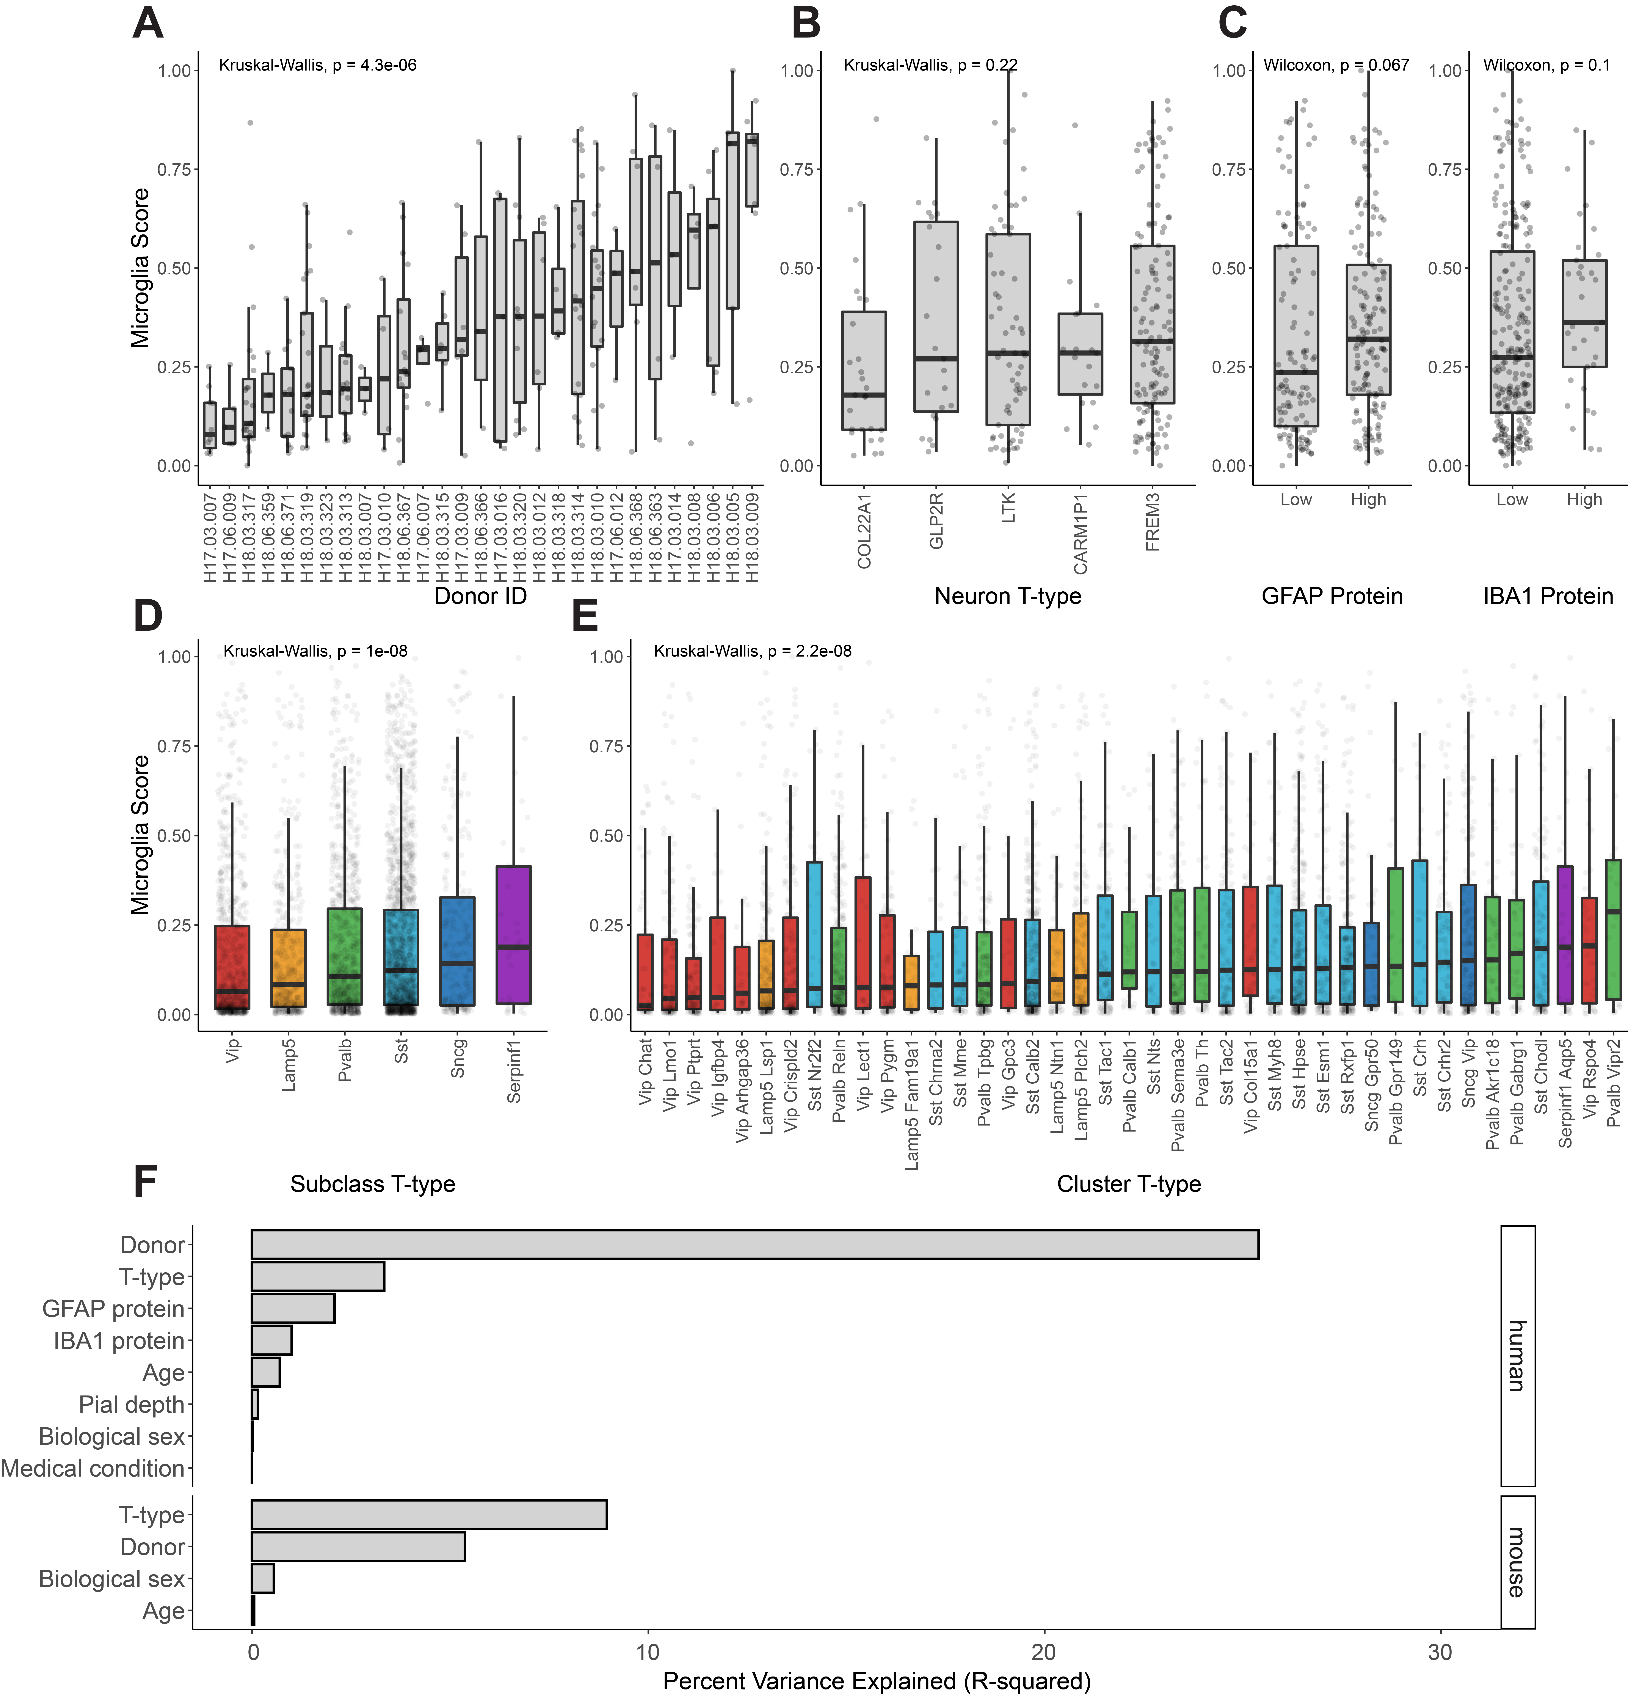 A
Kruskal-Wallis, p = 4.3e-06
Microglia Score
1.00
0.75
0.50
0.25
0.00
H17.03.007
H17.06.009
H18.03.317
H18.06.359
H18.06.371
H18.03.319
H18.03.323
H18.03.313
H18.03.007
H17.03.010
H18.06.367
H17.06.007
H18.03.315
H17.03.009
H18.06.366
H17.03.016
H18.03.320
H18.03.012
H18.03.018
H18.03.314
H18.03.010
H17.06.012
H18.06.368
H18.06.363
H17.03.014
H18.03.008
H18.03.006
H18.03.005
H18.03.009
Donor ID
B
Kruskal-Wallis, p = 0.22
1.00
0.75
0.50
0.25
0.00
COL22A1
GLP2R
LTK
CARM1P1
FREM3
Neuron T-type
C
Wilcoxon, p = 0.067
1.00
0.75
0.50
0.25
0.00
Low
High
GFAP Protein
Wilcoxon, p = 0.1
1.00
0.75
0.50
0.25
0.00
Low
High
IBA1 Protein
D
Kruskal-Wallis, p = 1e-08
Microglia Score
1.00
0.75
0.50
0.25
0.00
Vip
Lamp5
Pvalb
Sst
Sncg
Serpinf1
Subclass T-type
E
Kruskal-Wallis, p = 2.2e-08
1.00
0.75
0.50
0.25
0.00
Vip Chat
Vip Lmo1
Vip Ptprt
Vip Igfbp4
Vip Arhgap36
Lamp5 Lsp1
Vip Crispld2
Sst Nr2f2
Pvalb Reln
Vip Lect1
Vip Pygm
Lamp5 Fam19a1
Sst Chrna2
Sst Mme
Pvalb Tpbg
Vip Gpc3
Sst Calb2
Lamp5 Ntn1
Lamp5 Plch2
Sst Tac1
Pvalb Calb1
Sst Nts
Pvalb Sema3e
Pvalb Th
Sst Tac2
Vip Col15a1
Sst Myh8
Sst Hpse
Sst Esm1
Sst Rxfp1
Sncg Gpr50
Pvalb Gpr149
Sst Crh
Sst Crhr2
Sncg Vip
Pvalb Akr1c18
Pvalb Gabrg1
Sst Chodl
Serpinf1 Aqp5
Vip Rspo4
Pvalb Vipr2
Cluster T-type
F
Donor
T-type
GFAP protein
IBA1 protein
Age
Pial depth
Biological sex
Medical condition
human
T-type
Donor
Biological sex
Age
mouse
0
10
20
30
Percent Variance Explained (R-squared)